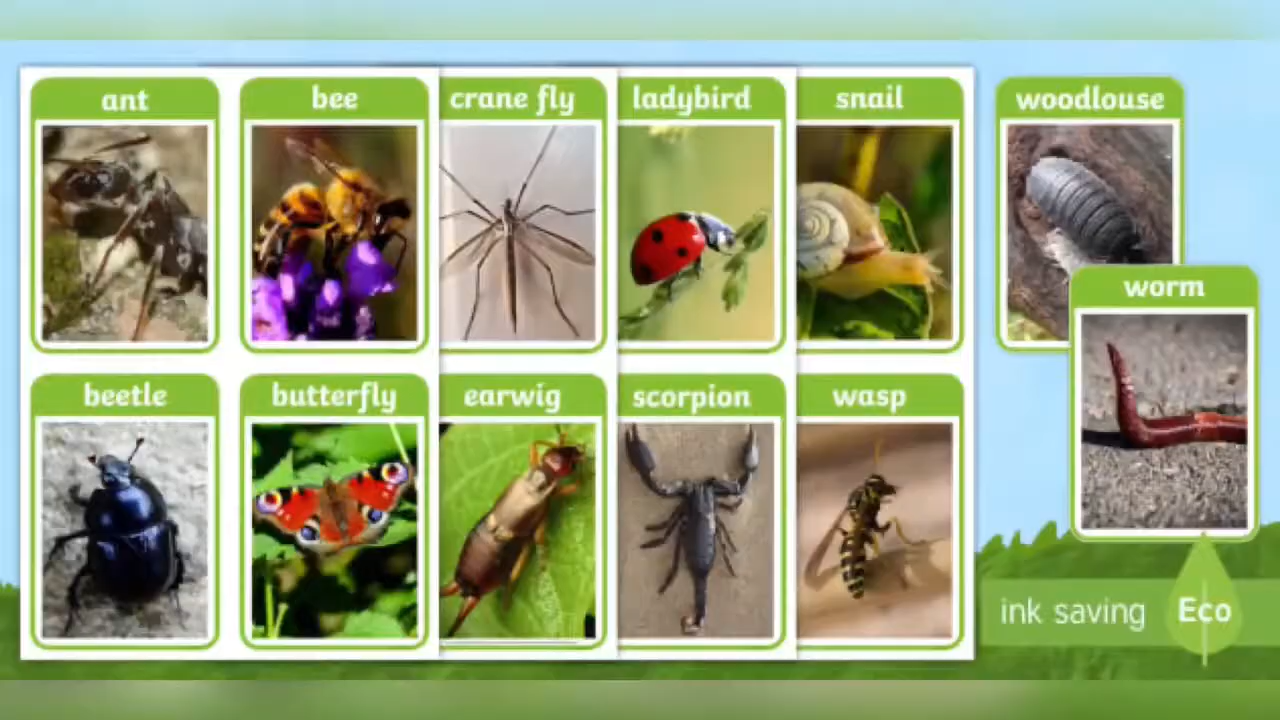 ant
bee
crane fly
ladybird
snail
woodlouse
worm
beetle
butterfly
earwig
scorpion
wasp
ink saving
Eco